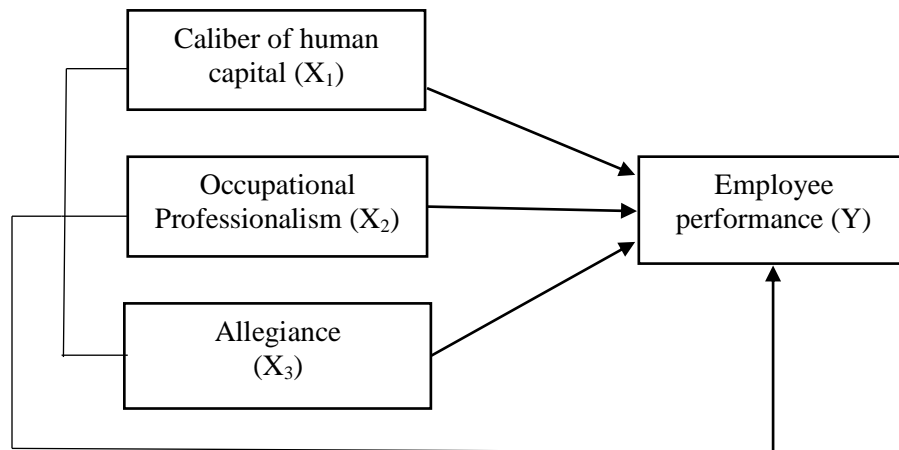 Caliber of human
capital (X₁)
Occupational
Professionalism (X₂)
Employee
performance (Y)
Allegiance
(X₃)